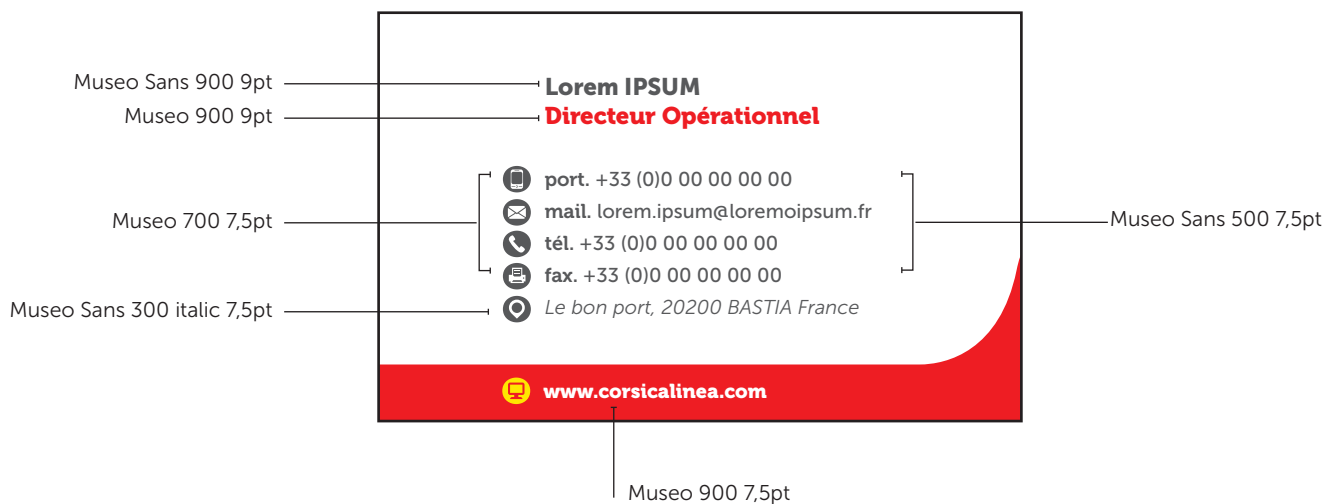 Museo Sans 900 9pt
Lorem IPSUM
Museo 900 9pt
Directeur Opérationnel
port. +33 (0)0 00 00 00 00
mail. lorem.ipsum@loremoipsum.fr
Museo 700 7,5pt
Museo Sans 500 7,5pt
tél. +33 (0)0 00 00 00 00
fax. +33 (0)0 00 00 00 00
Museo Sans 300 italic 7,5pt
Le bon port, 20200 BASTIA France
www.corsicalinea.com
Museo 900 7,5pt